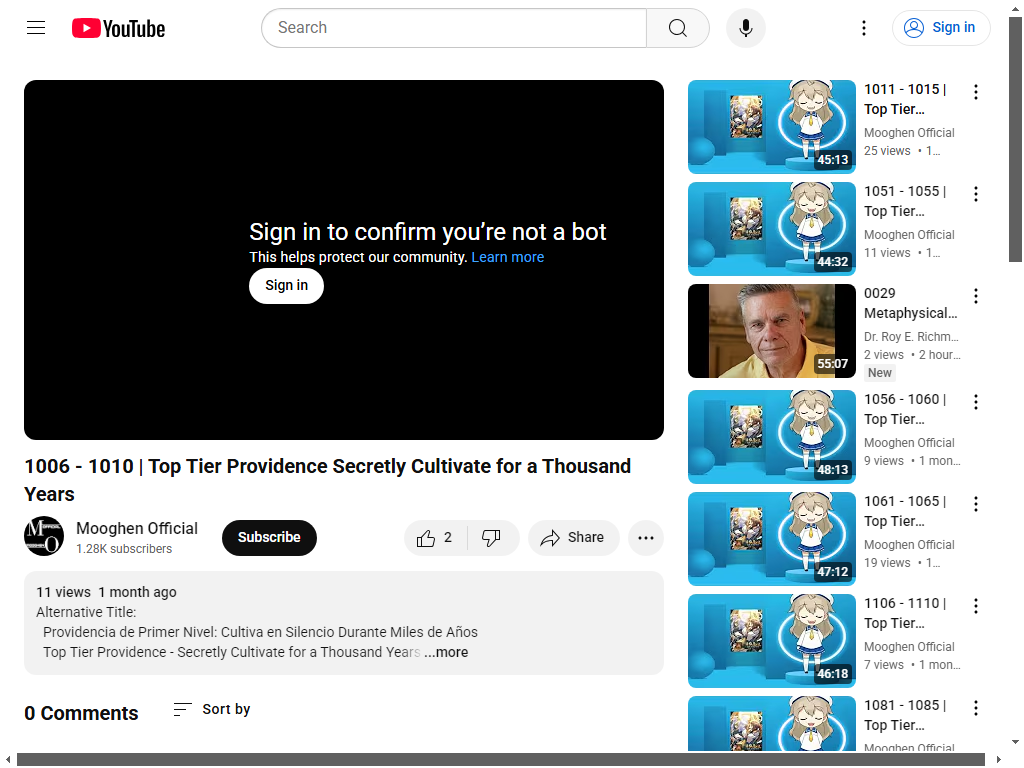 YouTube
Search
Sign in
Sign in to confirm you’re not a bot
This helps protect our community. Learn more
Sign in
1006 - 1010 | Top Tier Providence Secretly Cultivate for a Thousand
Years
Mooghen Official
1.28K subscribers
Subscribe
2
Share
11 views 1 month ago
Alternative Title:
Providencia de Primer Nivel: Cultiva en Silencio Durante Miles de Años
Top Tier Providence - Secretly Cultivate for a Thousand Years ...more
0 Comments
Sort by
45:13
1011 - 1015 |
Top Tier…
Mooghen Official
25 views • 1…
44:32
1051 - 1055 |
Top Tier…
Mooghen Official
11 views • 1…
55:07
0029
Metaphysical…
Dr. Roy E. Richm…
2 views • 2 hour…
New
48:13
1056 - 1060 |
Top Tier…
Mooghen Official
9 views • 1 mon…
47:12
1061 - 1065 |
Top Tier…
Mooghen Official
19 views • 1…
46:18
1106 - 1110 |
Top Tier…
Mooghen Official
7 views • 1 mon…
1081 - 1085 |
Top Tier…
Mooghen Official